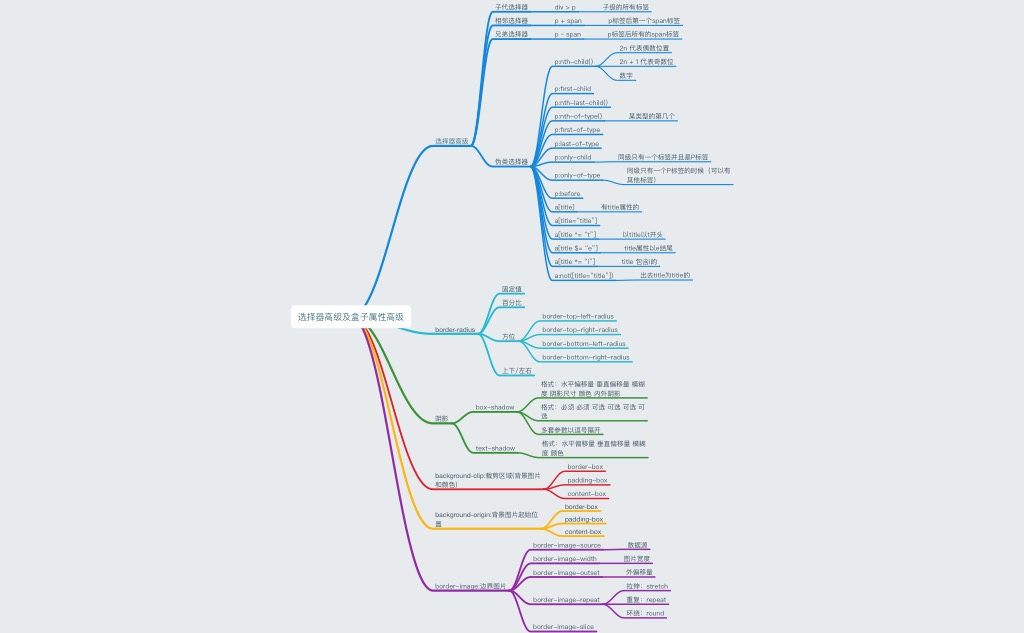 子代选择器 div > p 子级的所有标签
相邻选择器 p + span p标签后第一个span标签
兄弟选择器 p ~ span p标签后所有的span标签
2n 代表偶数位置
p:nth-child() 2n + 1 代表奇数位
数字
p:first-child
p:nth-last-child()
p:nth-of-type() 某类型的第几个
p:first-of-type
选择器高级
p:last-of-type
伪类选择器
p:only-child 同级只有一个标签并且是P标签
p:only-of-type 同级只有一个P标签的时候（可以有
其他标签）
p:before
a[title] 有title属性的
a[title="title"]
a[title ^= "t"] 以title以t开头
a[title $= "e"] title属性以e结尾
a[title *= "i"] title 包含i的
a:not([title="title"]) 出去title为title的
选择器高级及盒子属性高级
固定值
百分比
border-radius
方位
border-top-left-radius
border-top-right-radius
border-bottom-left-radius
border-bottom-right-radius
上下/左右
阴影
box-shadow
格式：水平偏移量 垂直偏移量 模糊
度 阴影尺寸 颜色 内外阴影
格式：必须 必须 可选 可选 可选 可
选
多套参数以逗号隔开
text-shadow
格式：水平偏移量 垂直偏移量 模糊
度 颜色
background-clip:裁剪区域(背景图片
和颜色)
border-box
padding-box
content-box
background-origin:背景图片起始位
置
border-box
padding-box
content-box
border-image:边界图片
border-image-source 数据源
border-image-width 图片宽度
border-image-outset 外偏移量
border-image-repeat
拉伸：stretch
重复：repeat
环绕：round
border-image-slice